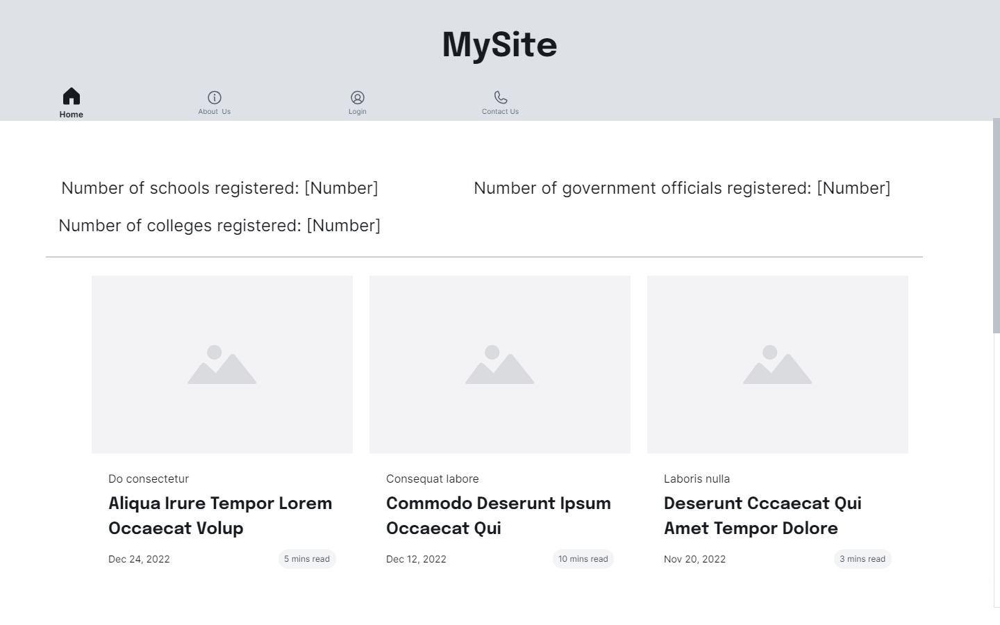 MySite
Home
About Us
Login
Contact Us
Number of schools registered: [Number]
Number of government officials registered: [Number]
Number of colleges registered: [Number]
Do consectetur
Aliqua Irure Tempor Lorem
Occaecat Volup
Dec 24, 2022
5 mins read
Consequat labore
Commodo Deserunt Ipsum
Occaecat Qui
Dec 12, 2022
10 mins read
Laboris nulla
Deserunt Cccaecat Qui
Amet Tempor Dolore
Nov 20, 2022
3 mins read